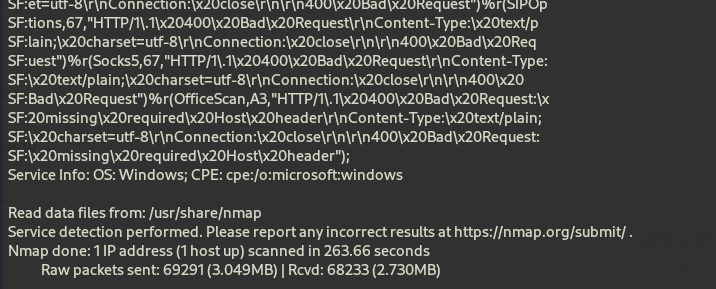 SF:et=utf-8\r\nConnection:\x20close\r\n\r\n400\x20Bad\x20Request")%r(SIPOp
SF:tions,67,"HTTP/1\.1\x20400\x20Bad\x20Request\r\nContent-Type:\x20text/p
SF:lain;\x20charset=utf-8\r\nConnection:\x20close\r\n\r\n400\x20Bad\x20Req
SF:uest")%r(Socks5,67,"HTTP/1\.1\x20400\x20Bad\x20Request\r\nContent-Type:
SF:\x20text/plain;\x20charset=utf-8\r\nConnection:\x20close\r\n\r\n400\x20
SF:Bad\x20Request")%r(OfficeScan,A3,"HTTP/1\.1\x20400\x20Bad\x20Request:\x
SF:20missing\x20required\x20Host\x20header\r\nContent-Type:\x20text/plain;
SF:\x20charset=utf-8\r\nConnection:\x20close\r\n\r\n400\x20Bad\x20Request:
SF:\x20missing\x20required\x20Host\x20header");
Service Info: OS: Windows; CPE: cpe:/o:microsoft:windows

Read data files from: /usr/share/nmap
Service detection performed. Please report any incorrect results at https://nmap.org/submit/ .
Nmap done: 1 IP address (1 host up) scanned in 263.66 seconds
Raw packets sent: 69291 (3.049MB) | Rcvd: 68233 (2.730MB)